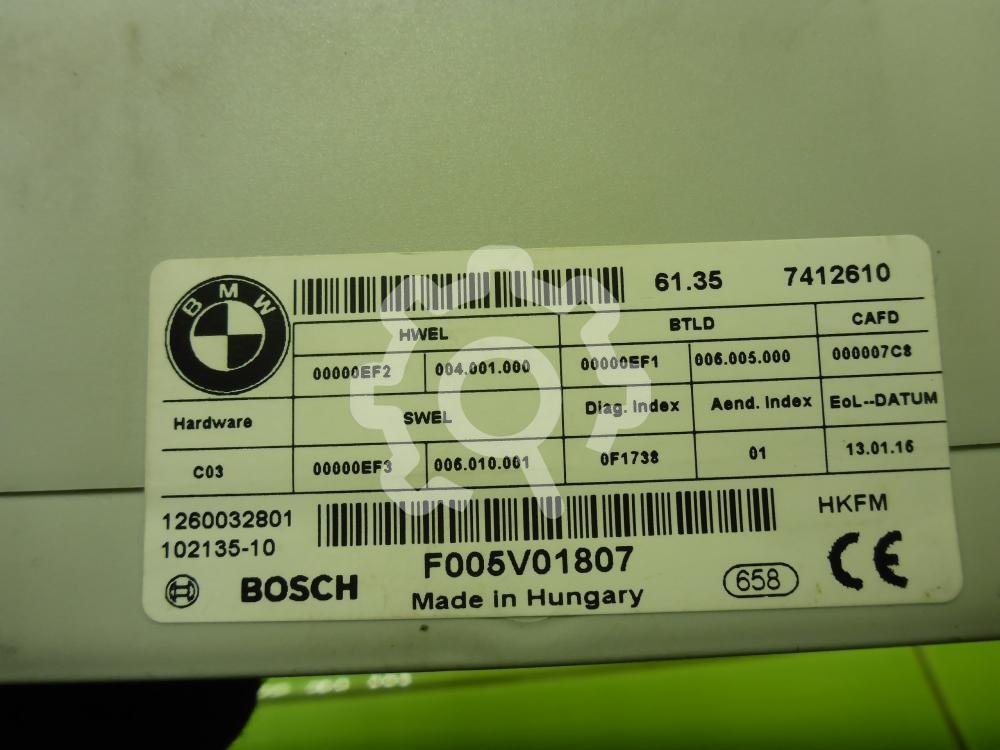 BMW
61.35 7412610
HWEL BTLD CAFD
00000EF2 004.001.000 00000EF1 006.005.000 000007C8
Hardware SWEL Diag. Index Aend. Index EoL--DATUM
C03 00000EF3 006.010.001 0F1738 01 13.01.16
1260032801 HKFM
102135-10
F005V01807
BOSCH Made in Hungary 658 CE